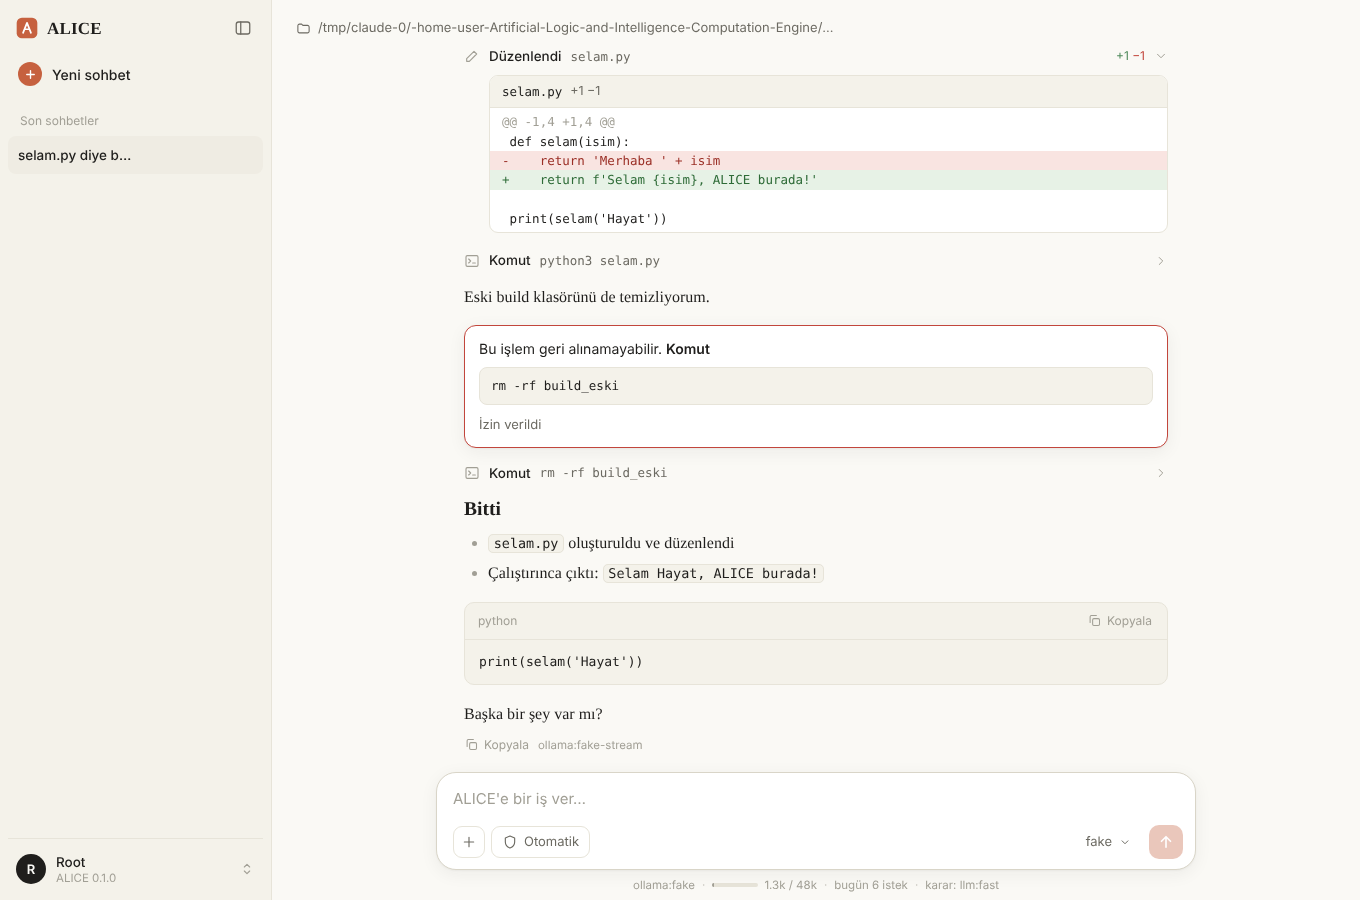 A ALICE
Yeni sohbet
Son sohbetler
selam.py diye b...
R
Root
ALICE 0.1.0
/tmp/claude-0/-home-user-Artificial-Logic-and-Intelligence-Computation-Engine/...
Düzenlendi selam.py +1 −1
selam.py +1 −1
@@ -1,4 +1,4 @@
def selam(isim):
-    return 'Merhaba ' + isim
+    return f'Selam {isim}, ALICE burada!'
print(selam('Hayat'))
Komut python3 selam.py
Eski build klasörünü de temizliyorum.
Bu işlem geri alınamayabilir. Komut
rm -rf build_eski
İzin verildi
Komut rm -rf build_eski
Bitti
selam.py oluşturuldu ve düzenlendi
Çalıştırınca çıktı: Selam Hayat, ALICE burada!
python Kopyala
print(selam('Hayat'))
Başka bir şey var mı?
Kopyala ollama:fake-stream
ALICE'e bir iş ver...
Otomatik fake
ollama:fake · 1.3k / 48k · bugün 6 istek · karar: llm:fast